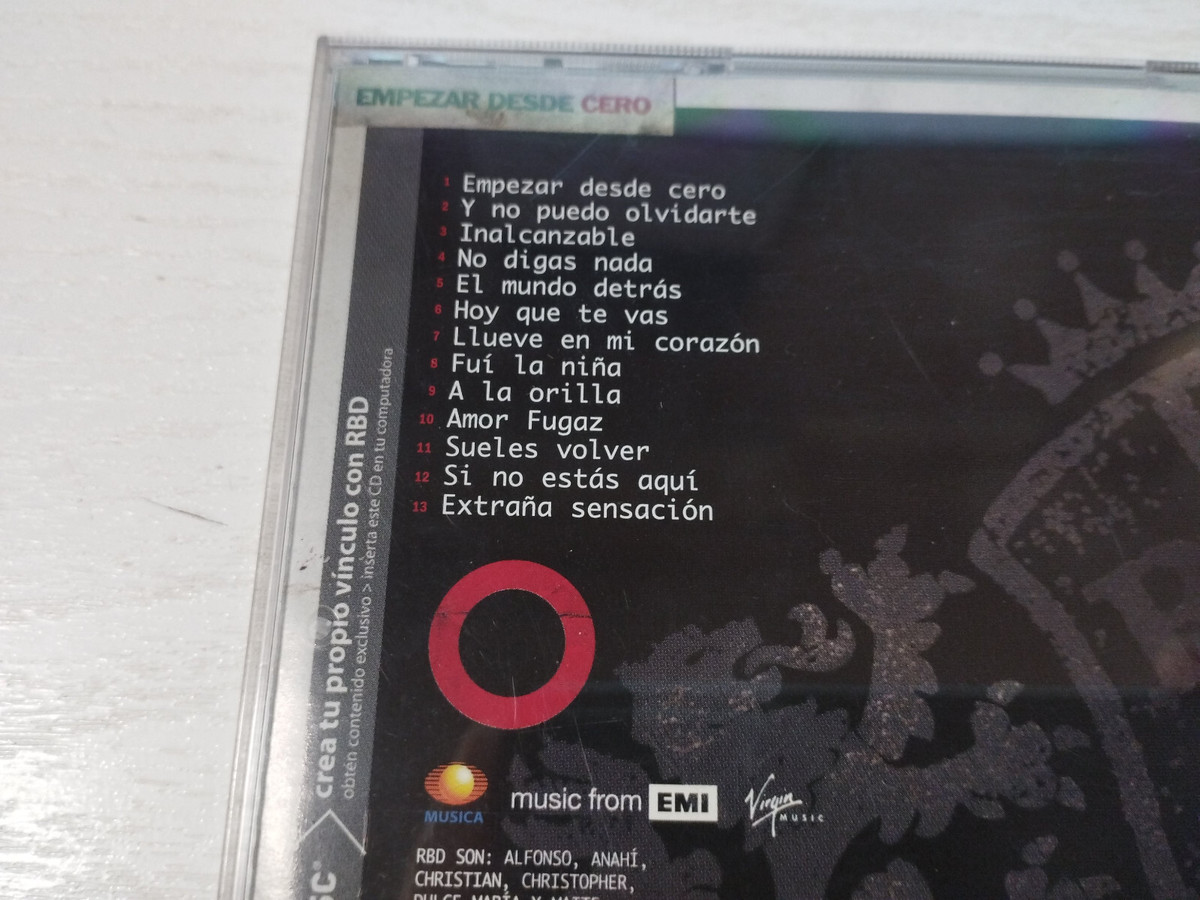 EMPEZAR DESDE CERO
1 Empezar desde cero
2 Y no puedo olvidarte
3 Inalcanzable
4 No digas nada
5 El mundo detrás
6 Hoy que te vas
7 Llueve en mi corazón
8 Fuí la niña
9 A la orilla
10 Amor Fugaz
11 Sueles volver
12 Si no estás aquí
13 Extraña sensación
crea tu propio vínculo con RBD
obtén contenido exclusivo > inserta este CD en tu computadora
MUSICA
music from EMI
Virgin MUSIC
RBD SON: ALFONSO, ANAHÍ,
CHRISTIAN, CHRISTOPHER,
DULCE MARÍA Y MAITE